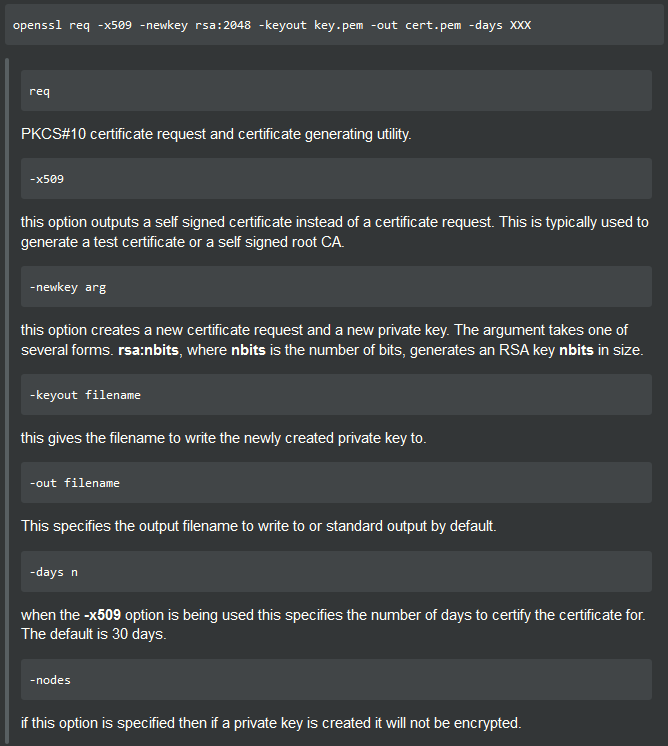 openssl req -x509 -newkey rsa:2048 -keyout key.pem -out cert.pem -days XXX
req
PKCS#10 certificate request and certificate generating utility.
-x509
this option outputs a self signed certificate instead of a certificate request. This is typically used to
generate a test certificate or a self signed root CA.
-newkey arg
this option creates a new certificate request and a new private key. The argument takes one of
several forms. rsa:nbits, where nbits is the number of bits, generates an RSA key nbits in size.
-keyout filename
this gives the filename to write the newly created private key to.
-out filename
This specifies the output filename to write to or standard output by default.
-days n
when the -x509 option is being used this specifies the number of days to certify the certificate for.
The default is 30 days.
-nodes
if this option is specified then if a private key is created it will not be encrypted.